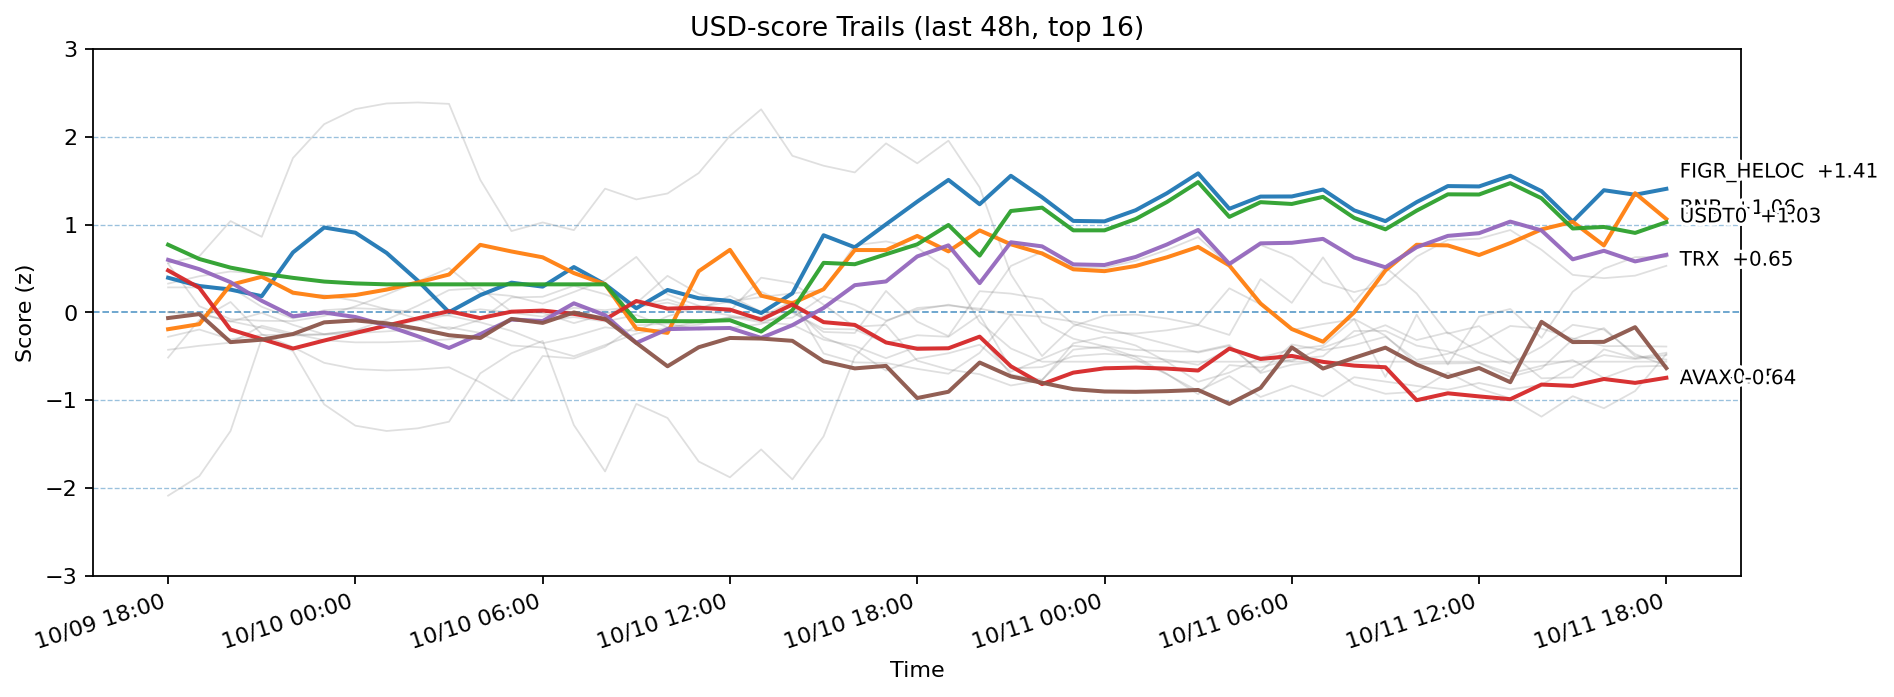 USD-score Trails (last 48h, top 16)
3
2
1
0
−1
−2
−3
Score (z)
FIGR_HELOC +1.41
USDT0 +1.03
TRX +0.65
AVAX -0.64
10/09 18:00
10/10 00:00
10/10 06:00
10/10 12:00
10/10 18:00
10/11 00:00
10/11 06:00
10/11 12:00
10/11 18:00
Time